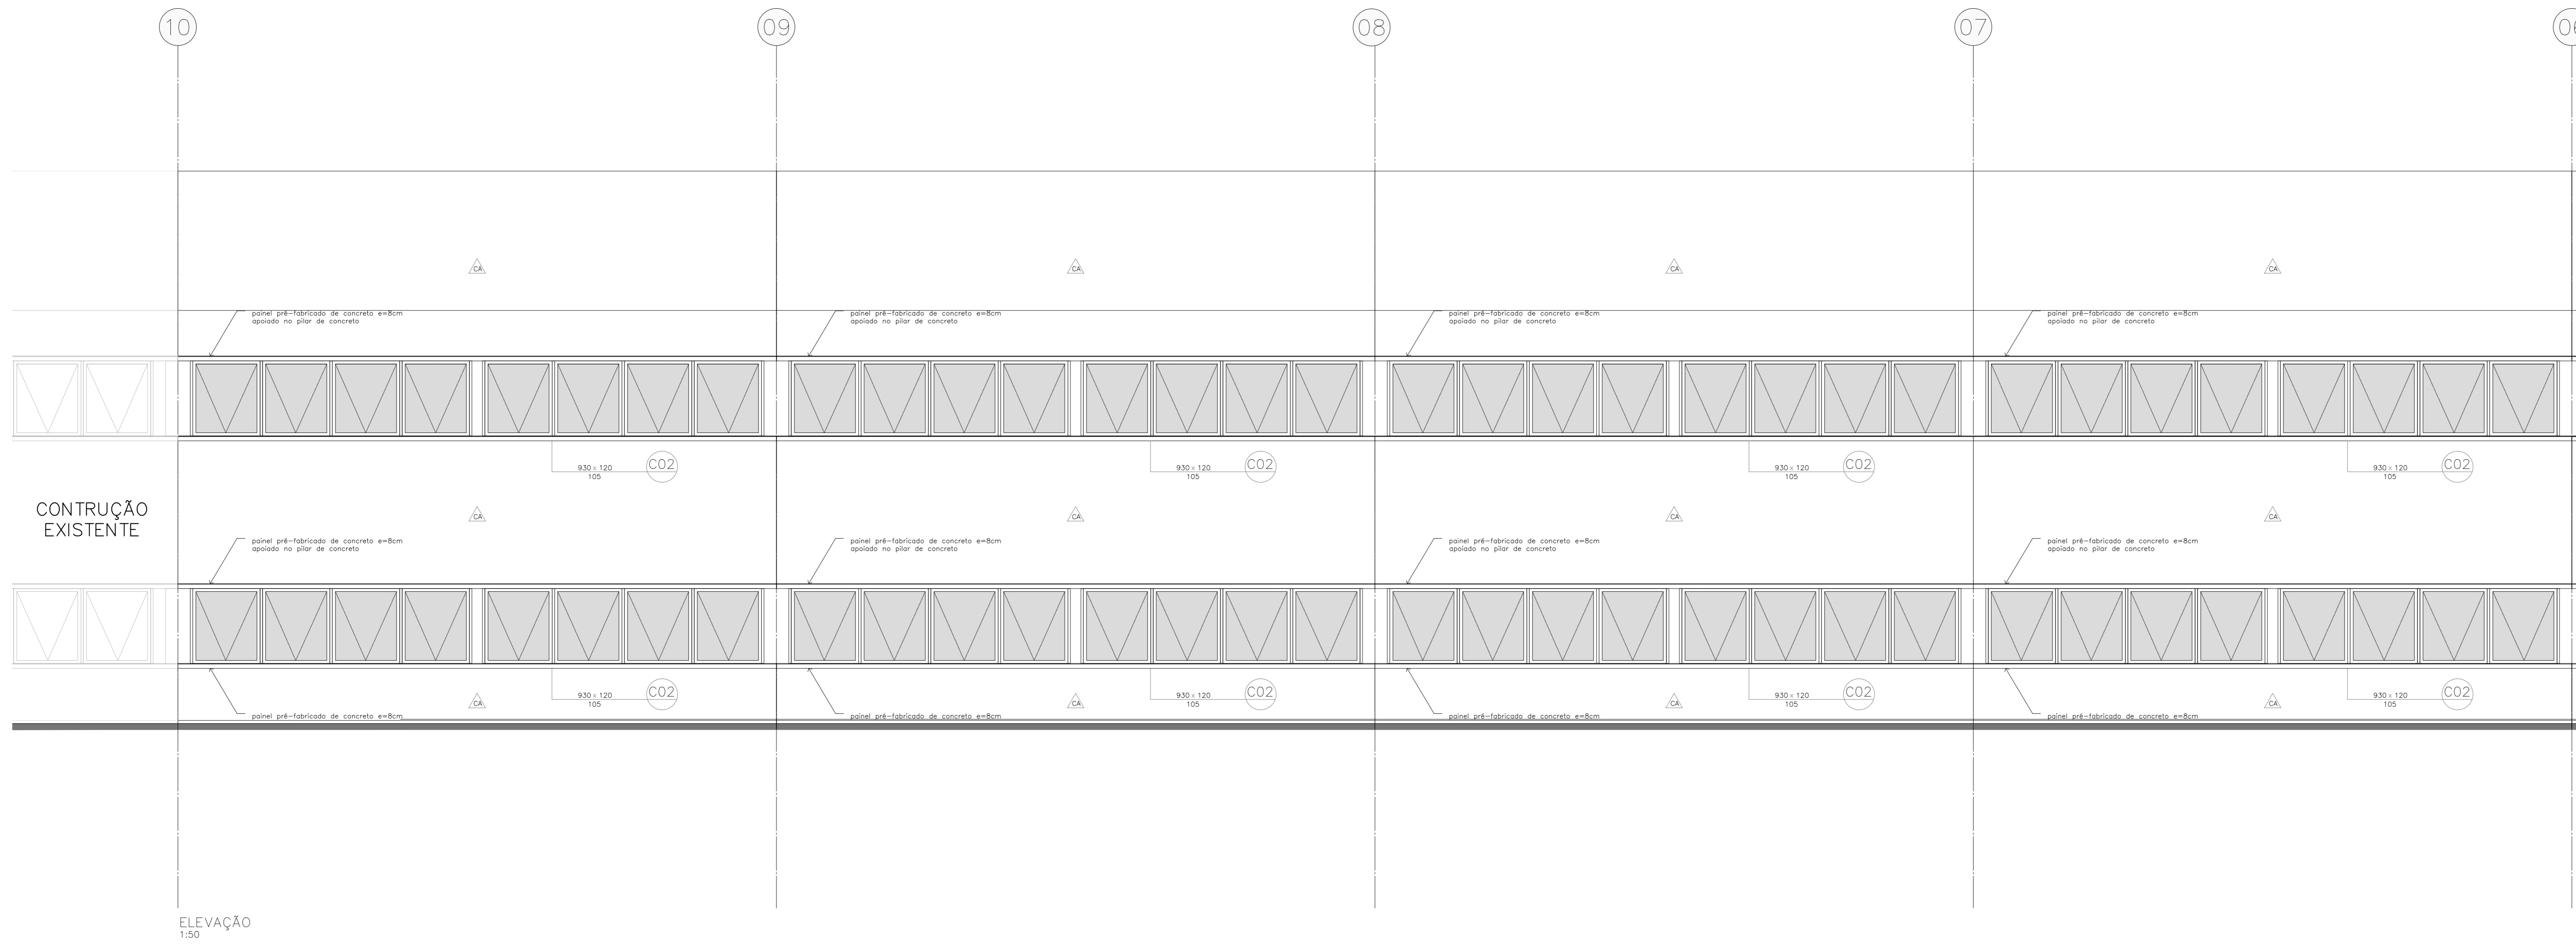 10 09 08 07 06
CA CA CA CA
painel pré-fabricado de concreto e=8cm painel pré-fabricado de concreto e=8cm painel pré-fabricado de concreto e=8cm painel pré-fabricado de concreto e=8cm
apoiado no pilar de concreto apoiado no pilar de concreto apoiado no pilar de concreto apoiado no pilar de concreto
930 x 120 C02 930 x 120 C02 930 x 120 C02 930 x 120 C02
105 105 105 105
CONTRUÇÃO
EXISTENTE
CA CA CA CA
painel pré-fabricado de concreto e=8cm painel pré-fabricado de concreto e=8cm painel pré-fabricado de concreto e=8cm painel pré-fabricado de concreto e=8cm
apoiado no pilar de concreto apoiado no pilar de concreto apoiado no pilar de concreto apoiado no pilar de concreto
CA 930 x 120 C02 CA 930 x 120 C02 CA 930 x 120 C02 CA 930 x 120 C02
105 105 105 105
painel pré-fabricado de concreto e=8cm painel pré-fabricado de concreto e=8cm painel pré-fabricado de concreto e=8cm painel pré-fabricado de concreto e=8cm
ELEVAÇÃO
1:50